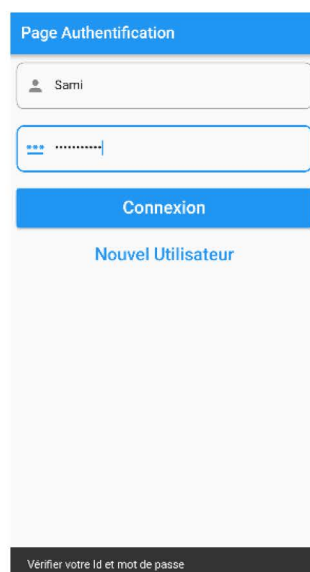 Page Authentification
Sami
•••••••••••
Connexion
Nouvel Utilisateur
Vérifier votre Id et mot de passe